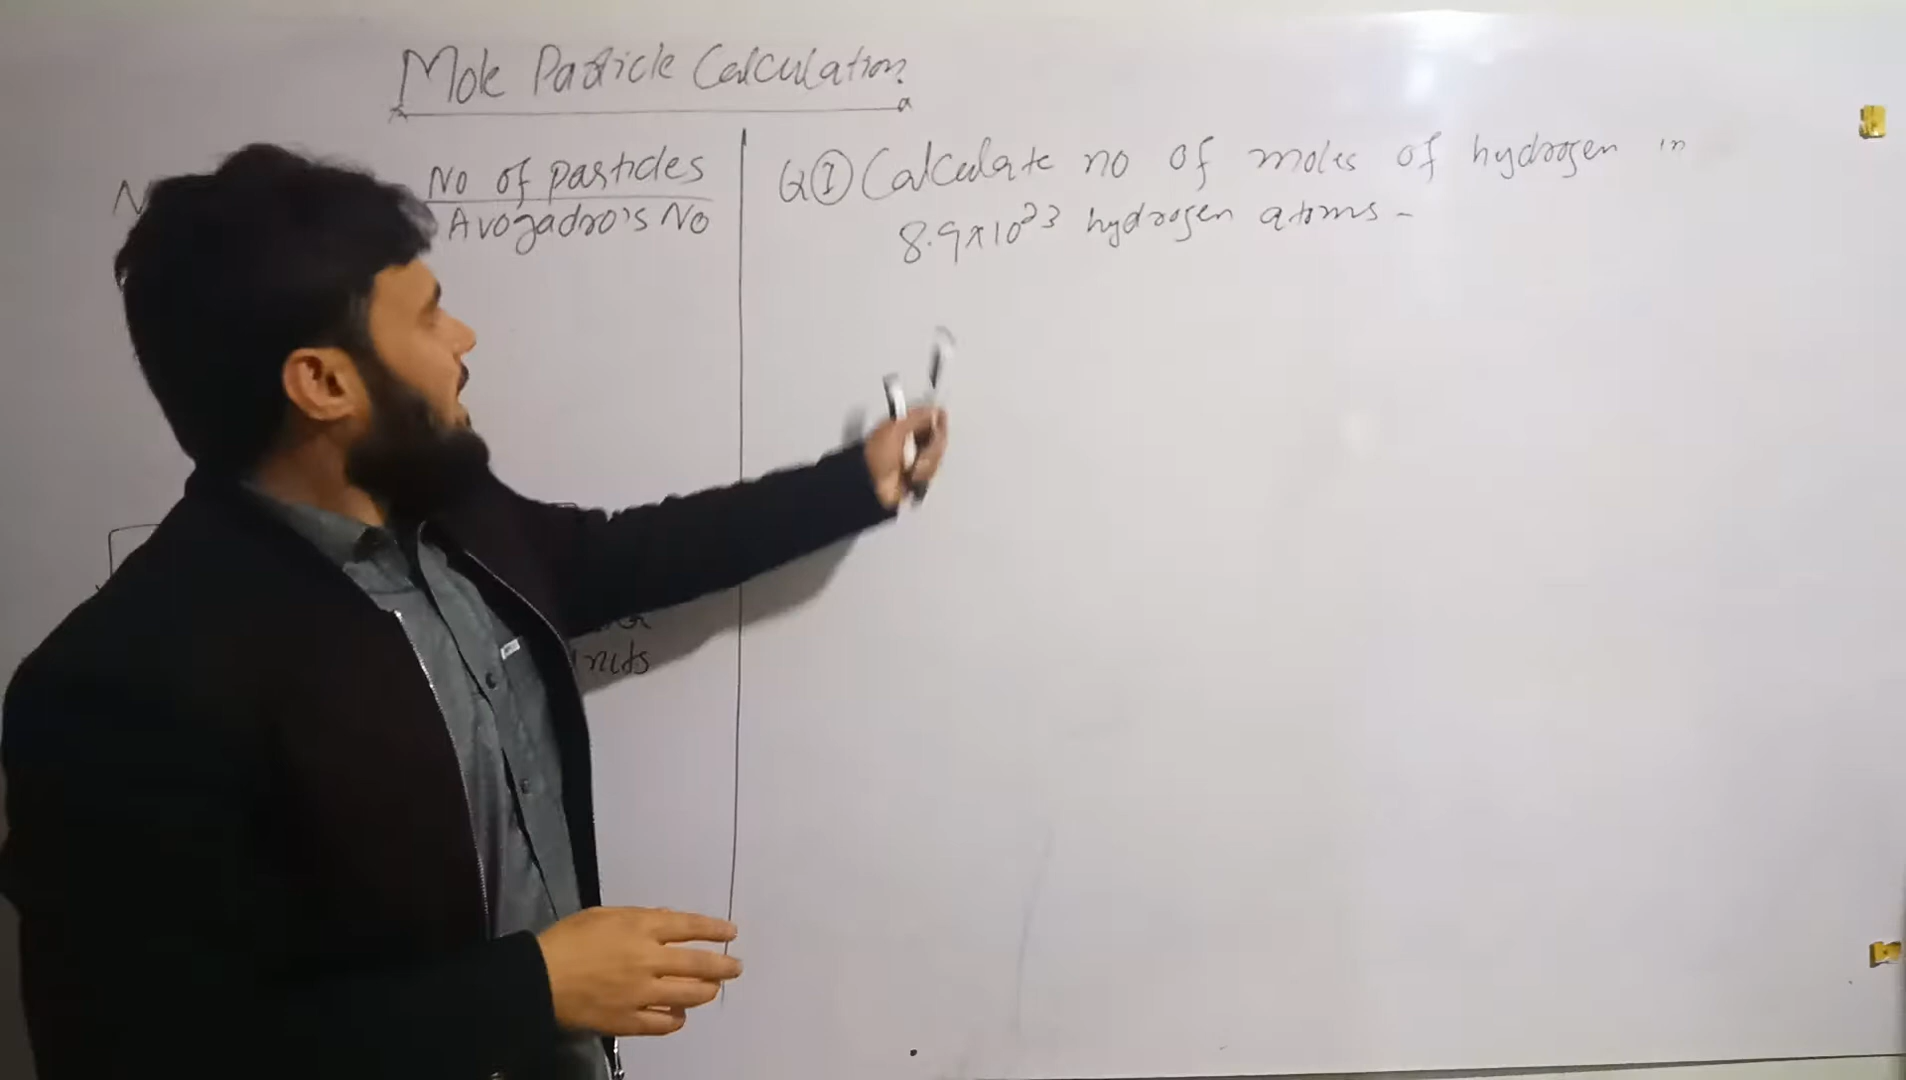 Mole Particle Calculation
No of particles
Avogadro's No
Q① Calculate no of moles of hydrogen in
8.9x10²³ hydrogen atoms -